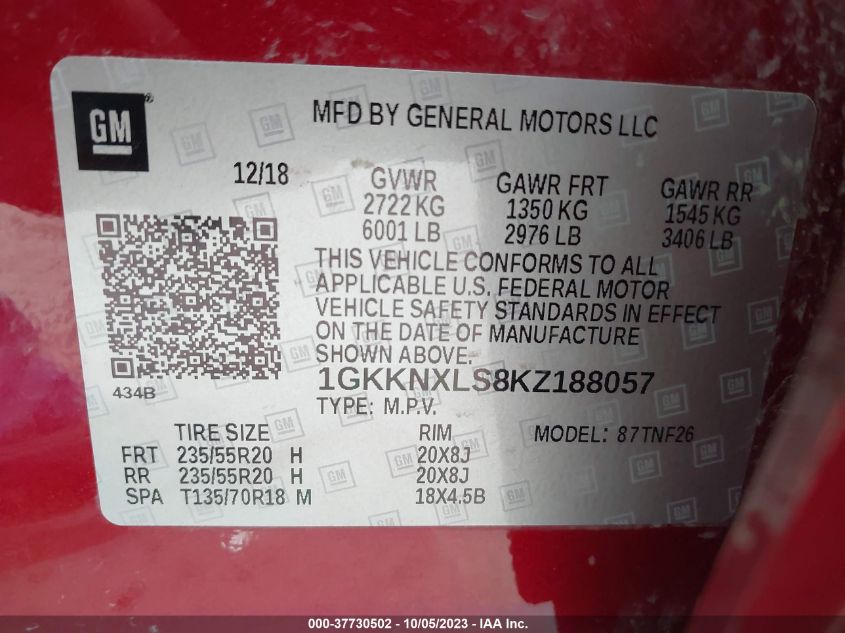 GM ®
MFD BY GENERAL MOTORS LLC
12/18
GVWR
2722 KG
6001 LB
GAWR FRT
1350 KG
2976 LB
GAWR RR
1545 KG
3406 LB
THIS VEHICLE CONFORMS TO ALL
APPLICABLE U.S. FEDERAL MOTOR
VEHICLE SAFETY STANDARDS IN EFFECT
ON THE DATE OF MANUFACTURE
SHOWN ABOVE.
434B
1GKKNXLS8KZ188057
TYPE: M.P.V.
MODEL: 87TNF26
TIRE SIZE RIM
FRT 235/55R20 H 20X8J
RR 235/55R20 H 20X8J
SPA T135/70R18 M 18X4.5B
000-37730502 - 10/05/2023 - IAA Inc.